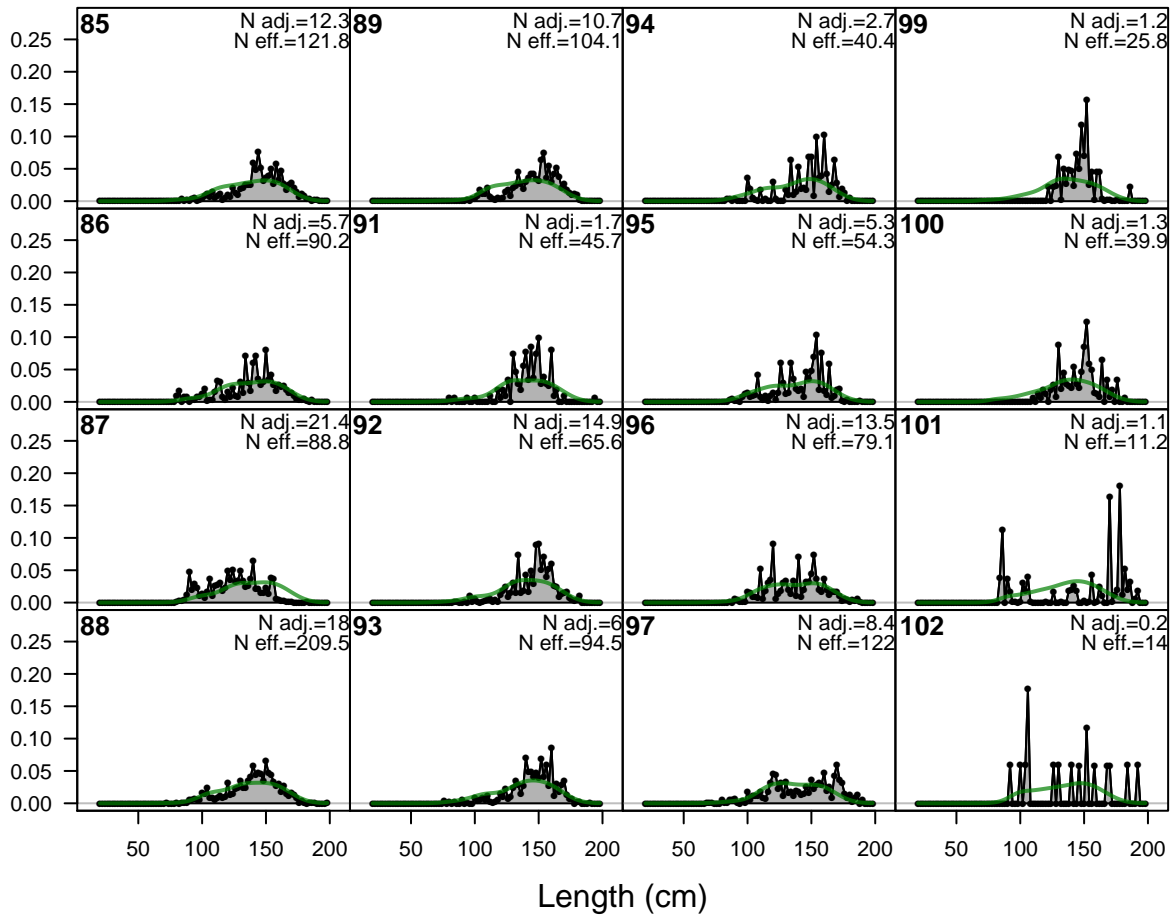 85 N adj.=12.3
N eff.=121.8
89 N adj.=10.7
N eff.=104.1
94 N adj.=2.7
N eff.=40.4
99 N adj.=1.2
N eff.=25.8
0.25
0.20
0.15
0.10
0.05
0.00
86 N adj.=5.7
N eff.=90.2
91 N adj.=1.7
N eff.=45.7
95 N adj.=5.3
N eff.=54.3
100 N adj.=1.3
N eff.=39.9
0.25
0.20
0.15
0.10
0.05
0.00
87 N adj.=21.4
N eff.=88.8
92 N adj.=14.9
N eff.=65.6
96 N adj.=13.5
N eff.=79.1
101 N adj.=1.1
N eff.=11.2
0.25
0.20
0.15
0.10
0.05
0.00
88 N adj.=18
N eff.=209.5
93 N adj.=6
N eff.=94.5
97 N adj.=8.4
N eff.=122
102 N adj.=0.2
N eff.=14
0.25
0.20
0.15
0.10
0.05
0.00
50 100 150 200 50 100 150 200 50 100 150 200 50 100 150 200
Length (cm)